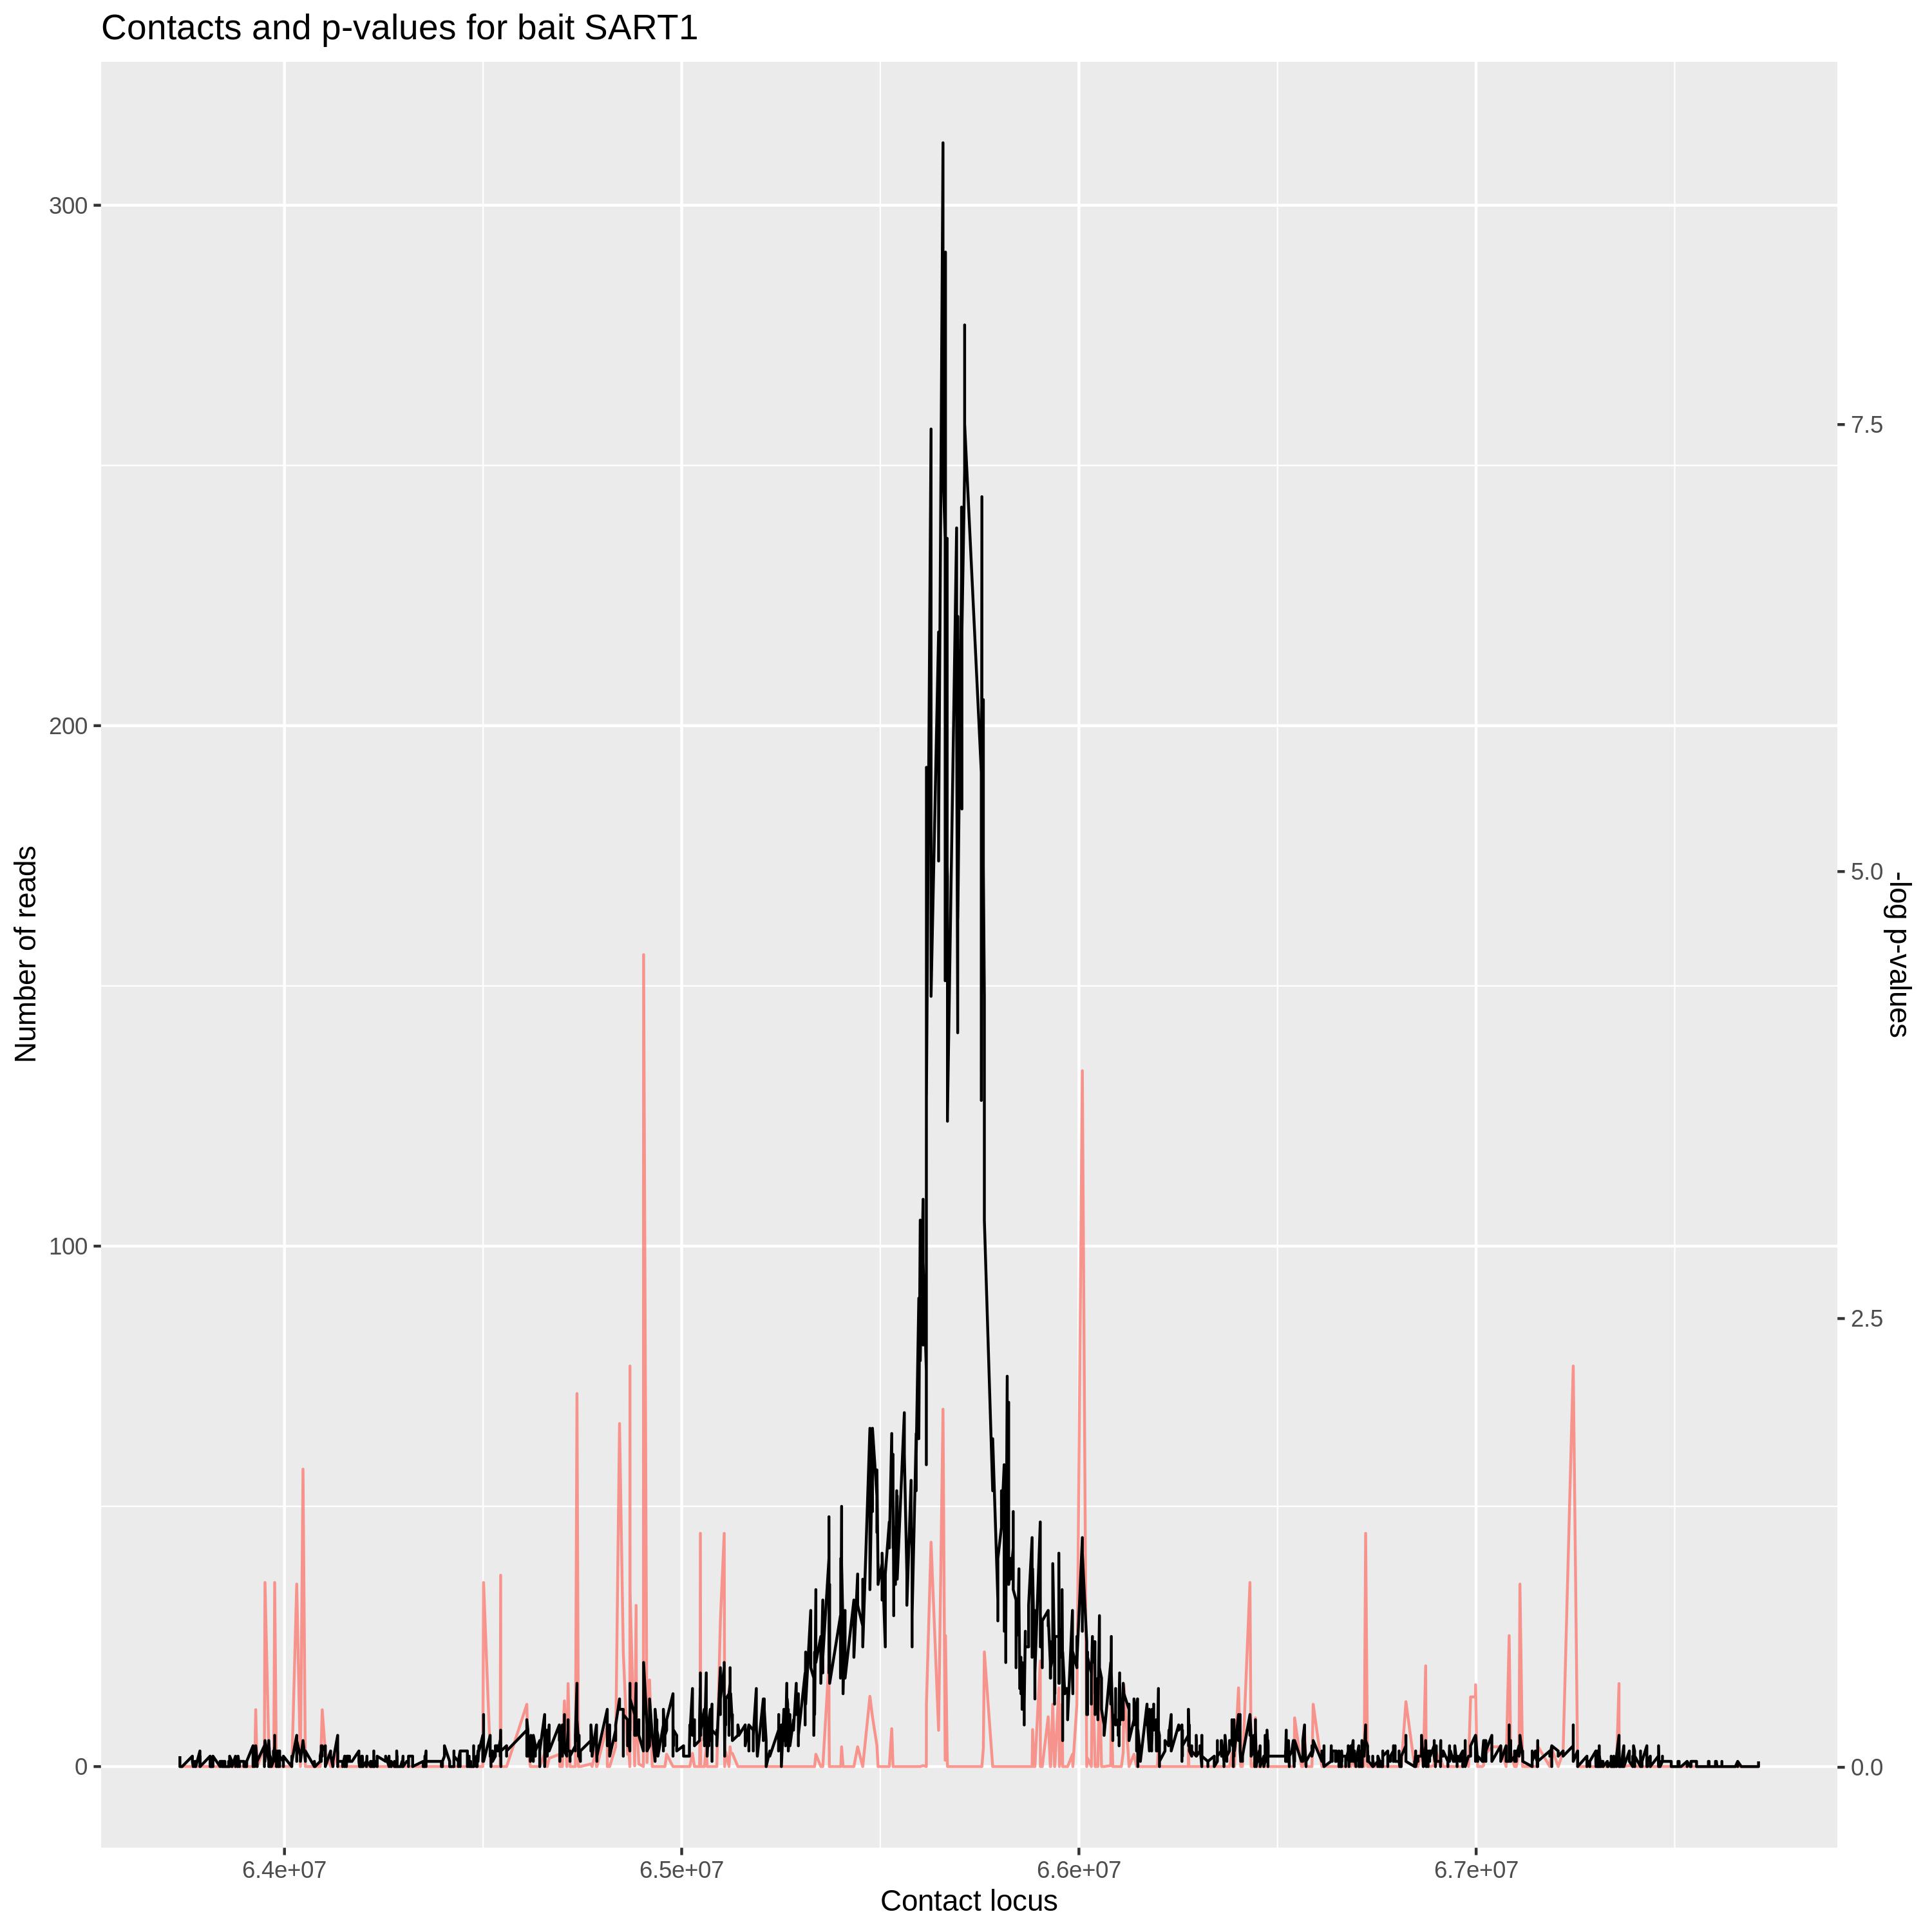 Contacts and p-values for bait SART1
300
200
100
0
Number of reads
7.5
5.0
2.5
0.0
-log p-values
6.4e+07
6.5e+07
6.6e+07
6.7e+07
Contact locus